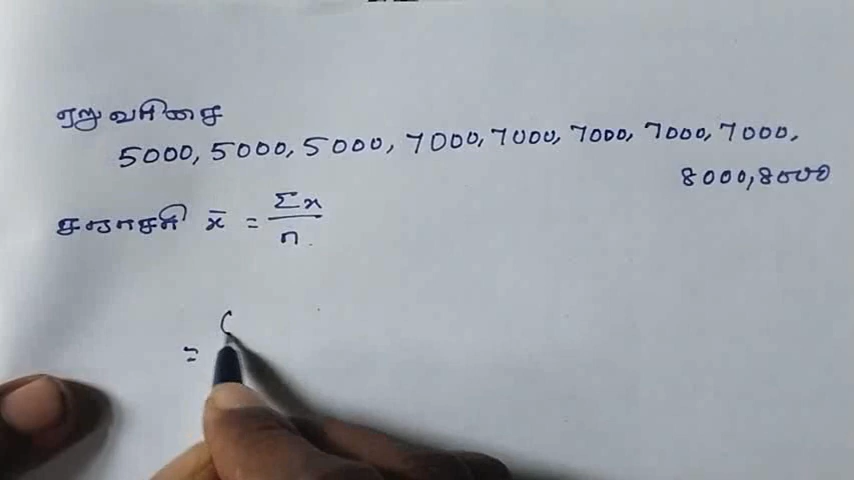 ஏறு வரிசை
5000, 5000, 5000, 7000, 7000, 7000, 7000, 7000,
8000, 8000
சராசரி x̄ = Σx / n
= (